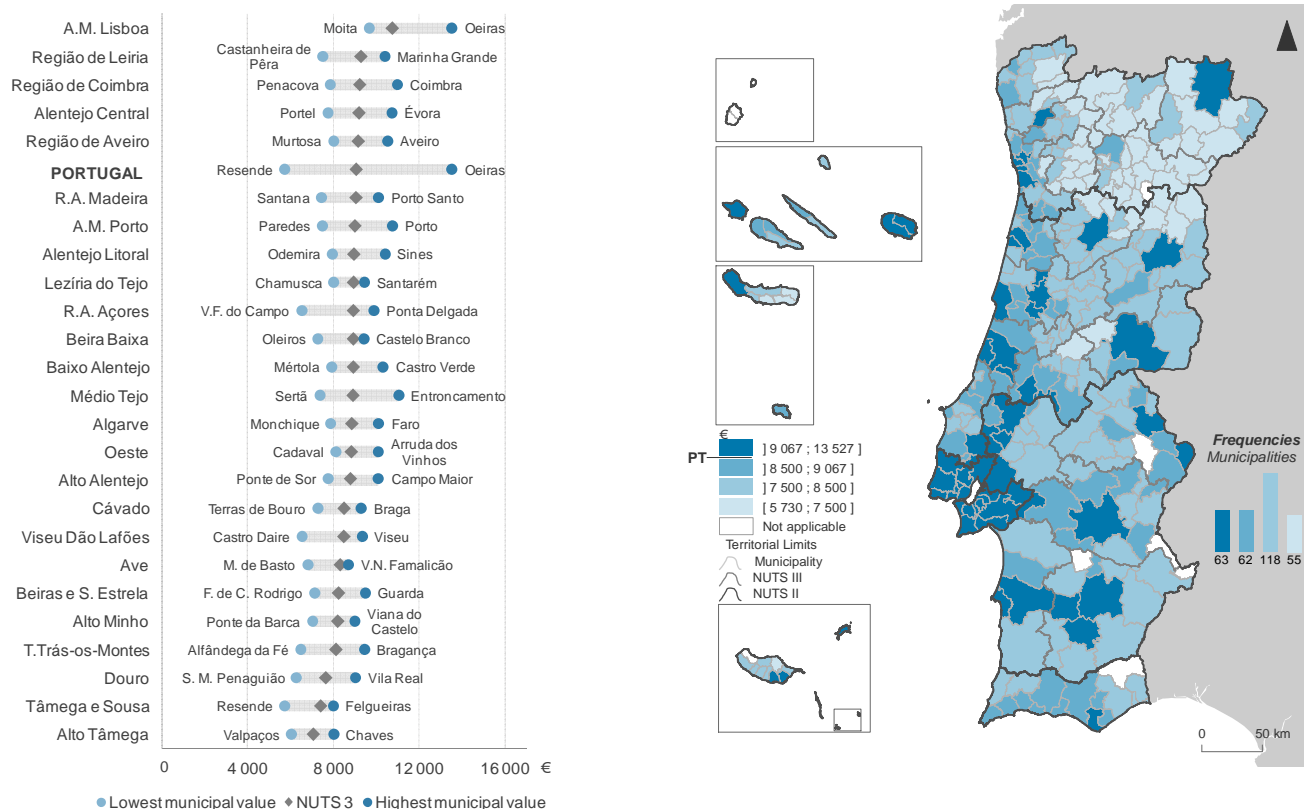 A.M. Lisboa Moita Oeiras
Região de Leiria Castanheira de Pêra Marinha Grande
Região de Coimbra Penacova Coimbra
Alentejo Central Portel Évora
Região de Aveiro Murtosa Aveiro
PORTUGAL Resende Oeiras
R.A. Madeira Santana Porto Santo
A.M. Porto Paredes Porto
Alentejo Litoral Odemira Sines
Lezíria do Tejo Chamusca Santarém
R.A. Açores V.F. do Campo Ponta Delgada
Beira Baixa Oleiros Castelo Branco
Baixo Alentejo Mértola Castro Verde
Médio Tejo Sertã Entroncamento
Algarve Monchique Faro
Oeste Cadaval Arruda dos Vinhos
Alto Alentejo Ponte de Sor Campo Maior
Cávado Terras de Bouro Braga
Viseu Dão Lafões Castro Daire Viseu
Ave M. de Basto V.N. Famalicão
Beiras e S. Estrela F. de C. Rodrigo Guarda
Alto Minho Ponte da Barca Viana do Castelo
T.Trás-os-Montes Alfândega da Fé Bragança
Douro S. M. Penaguião Vila Real
Tâmega e Sousa Resende Felgueiras
Alto Tâmega Valpaços Chaves
0 4 000 8 000 12 000 16 000 €
Lowest municipal value NUTS 3 Highest municipal value
€
] 9 067 ; 13 527 ]
PT
] 8 500 ; 9 067 ]
] 7 500 ; 8 500 ]
[ 5 730 ; 7 500 ]
Not applicable
Territorial Limits
Municipality
NUTS III
NUTS II
Frequencies
Municipalities
63 62 118 55
0 50 km